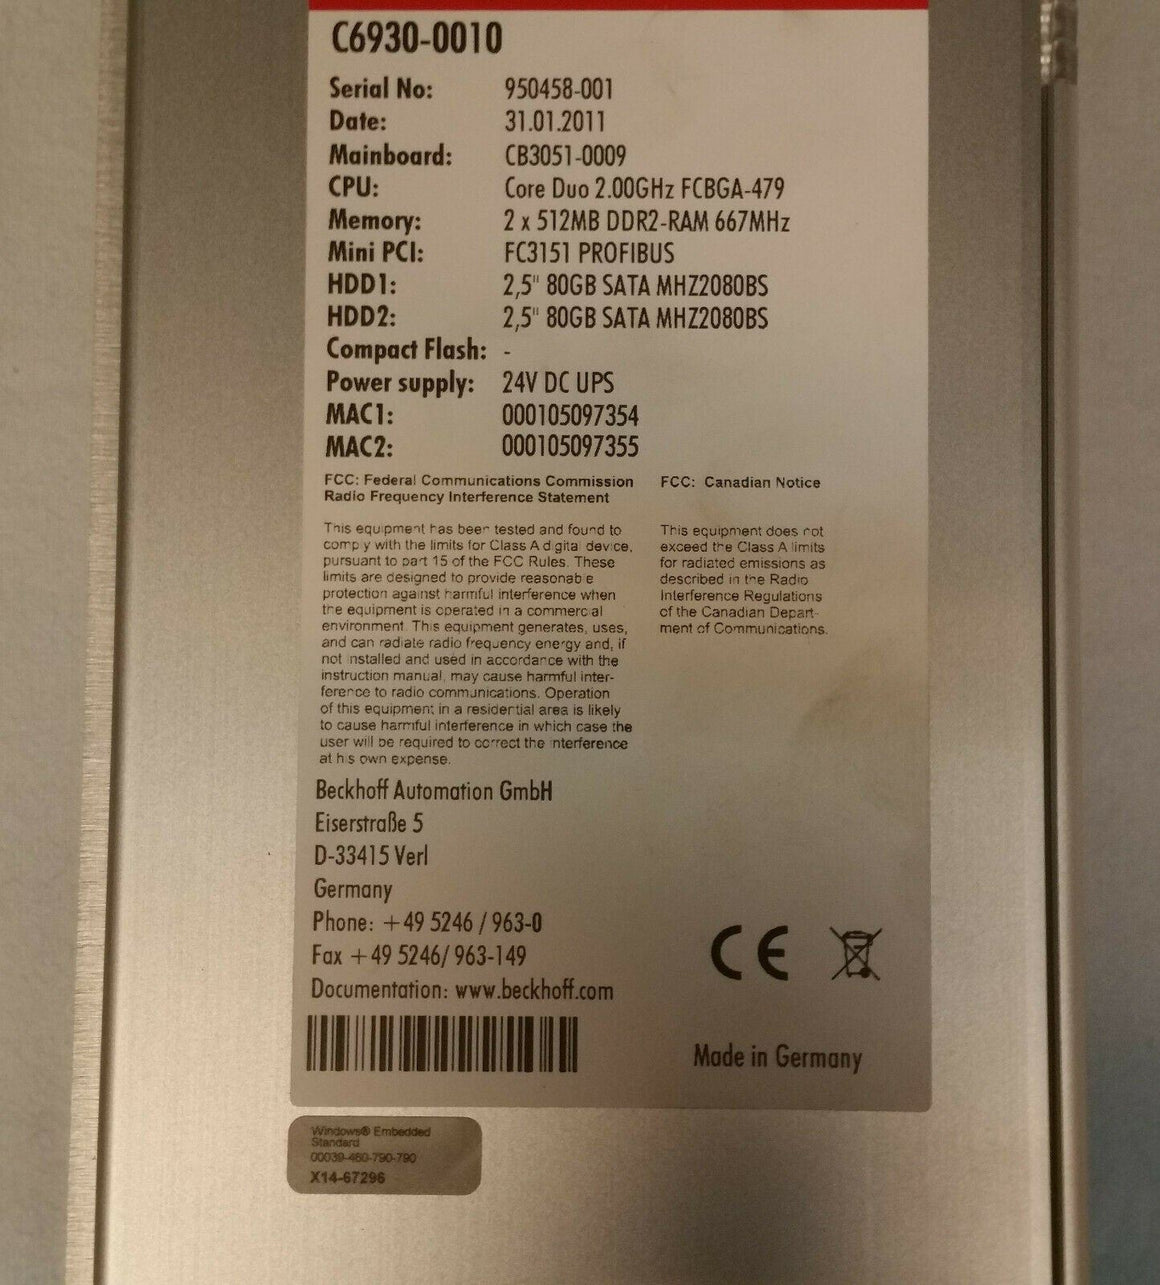 C6930-0010
Serial No: 950458-001
Date: 31.01.2011
Mainboard: CB3051-0009
CPU: Core Duo 2.00GHz FCBGA-479
Memory: 2 x 512MB DDR2-RAM 667MHz
Mini PCI: FC3151 PROFIBUS
HDD1: 2,5" 80GB SATA MHZ2080BS
HDD2: 2,5" 80GB SATA MHZ2080BS
Compact Flash: -
Power supply: 24V DC UPS
MAC1: 000105097354
MAC2: 000105097355
FCC: Federal Communications Commission
Radio Frequency Interference Statement
This equipment has been tested and found to
comply with the limits for Class A digital device,
pursuant to part 15 of the FCC Rules. These
limits are designed to provide reasonable
protection against harmful interference when
the equipment is operated in a commercial
environment. This equipment generates, uses,
and can radiate radio frequency energy and, if
not installed and used in accordance with the
instruction manual, may cause harmful inter-
ference to radio communications. Operation
of this equipment in a residential area is likely
to cause harmful interference in which case the
user will be required to correct the interference
at his own expense.
FCC: Canadian Notice
This equipment does not
exceed the Class A limits
for radiated emissions as
described in the Radio
Interference Regulations
of the Canadian Depart-
ment of Communications.
Beckhoff Automation GmbH
Eiserstraße 5
D-33415 Verl
Germany
Phone: +49 5246 / 963-0
Fax +49 5246/ 963-149
Documentation: www.beckhoff.com
CE
Made in Germany
Windows® Embedded
Standard
00039-460-790-790
X14-67296